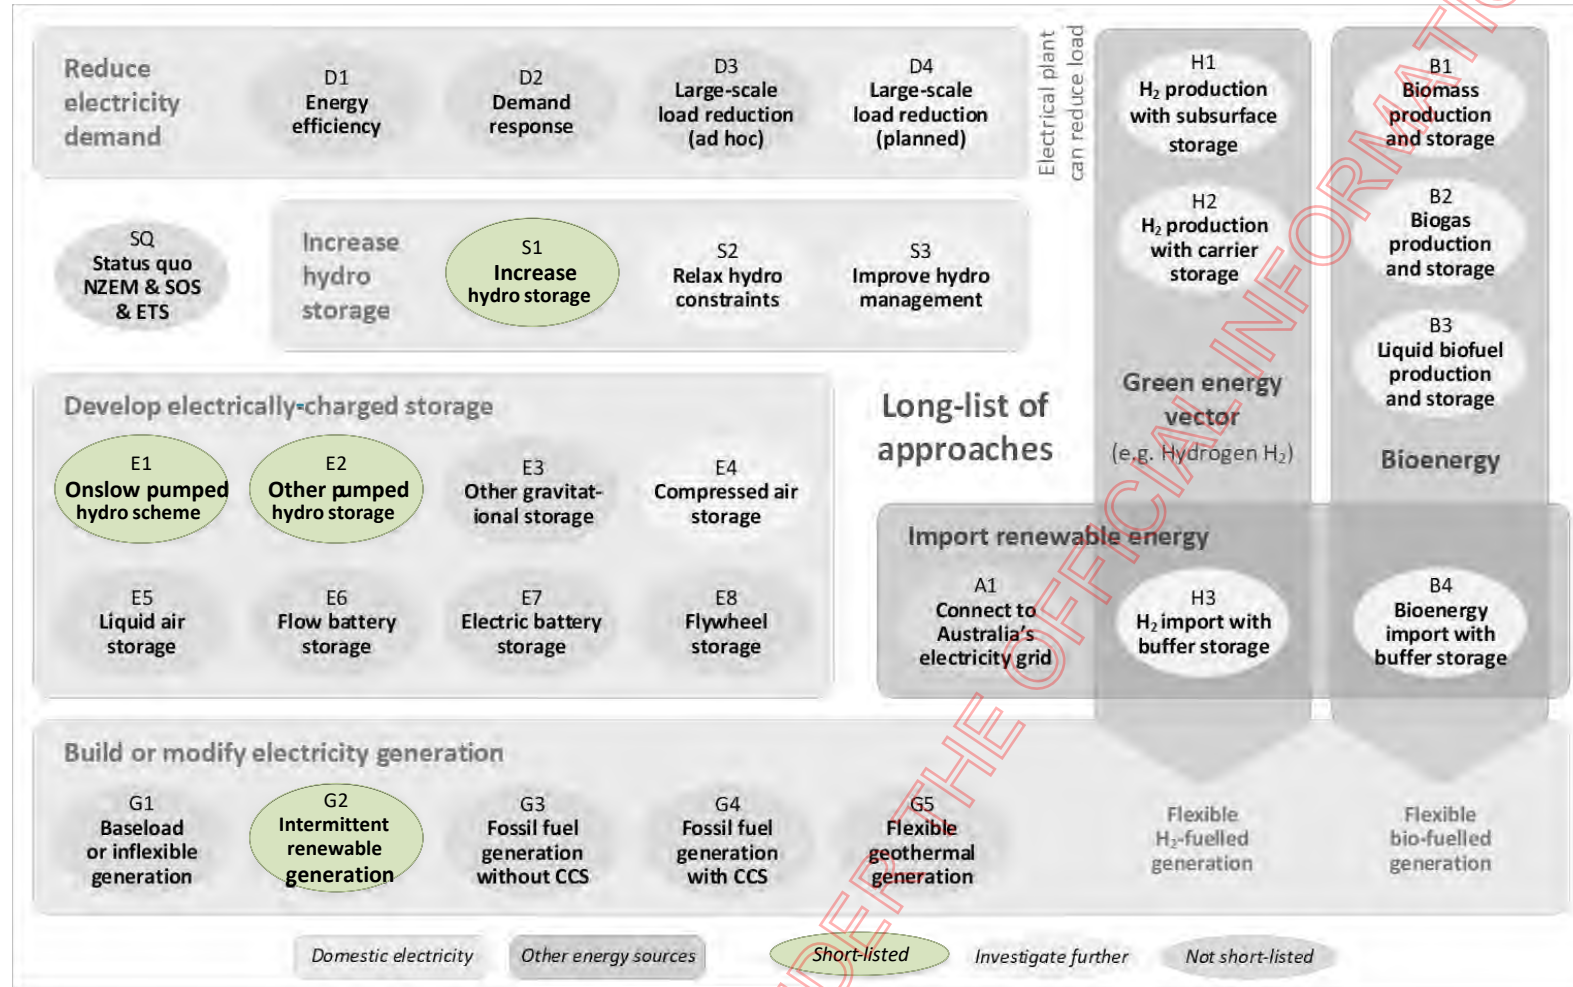 Reduce
electricity
demand
D1
Energy
efficiency
D2
Demand
response
D3
Large-scale
load reduction
(ad hoc)
D4
Large-scale
load reduction
(planned)
Electrical plant
can reduce load
H1
H₂ production
with subsurface
storage
B1
Biomass
production
and storage
SQ
Status quo
NZEM & SOS
& ETS
Increase
hydro
storage
S1
Increase
hydro storage
S2
Relax hydro
constraints
S3
Improve hydro
management
H2
H₂ production
with carrier
storage
B2
Biogas
production
and storage
B3
Liquid biofuel
production
and storage
Green energy
vector
(e.g. Hydrogen H₂)
Bioenergy
Long-list of
approaches
Develop electrically-charged storage
E1
Onslow pumped
hydro scheme
E2
Other pumped
hydro storage
E3
Other gravitat-
ional storage
E4
Compressed air
storage
E5
Liquid air
storage
E6
Flow battery
storage
E7
Electric battery
storage
E8
Flywheel
storage
Import renewable energy
A1
Connect to
Australia's
electricity grid
H3
H₂ import with
buffer storage
B4
Bioenergy
import with
buffer storage
Build or modify electricity generation
G1
Baseload
or inflexible
generation
G2
Intermittent
renewable
generation
G3
Fossil fuel
generation
without CCS
G4
Fossil fuel
generation
with CCS
G5
Flexible
geothermal
generation
Flexible
H₂-fuelled
generation
Flexible
bio-fuelled
generation
Domestic electricity
Other energy sources
Short-listed
Investigate further
Not short-listed
THE OFFICIAL